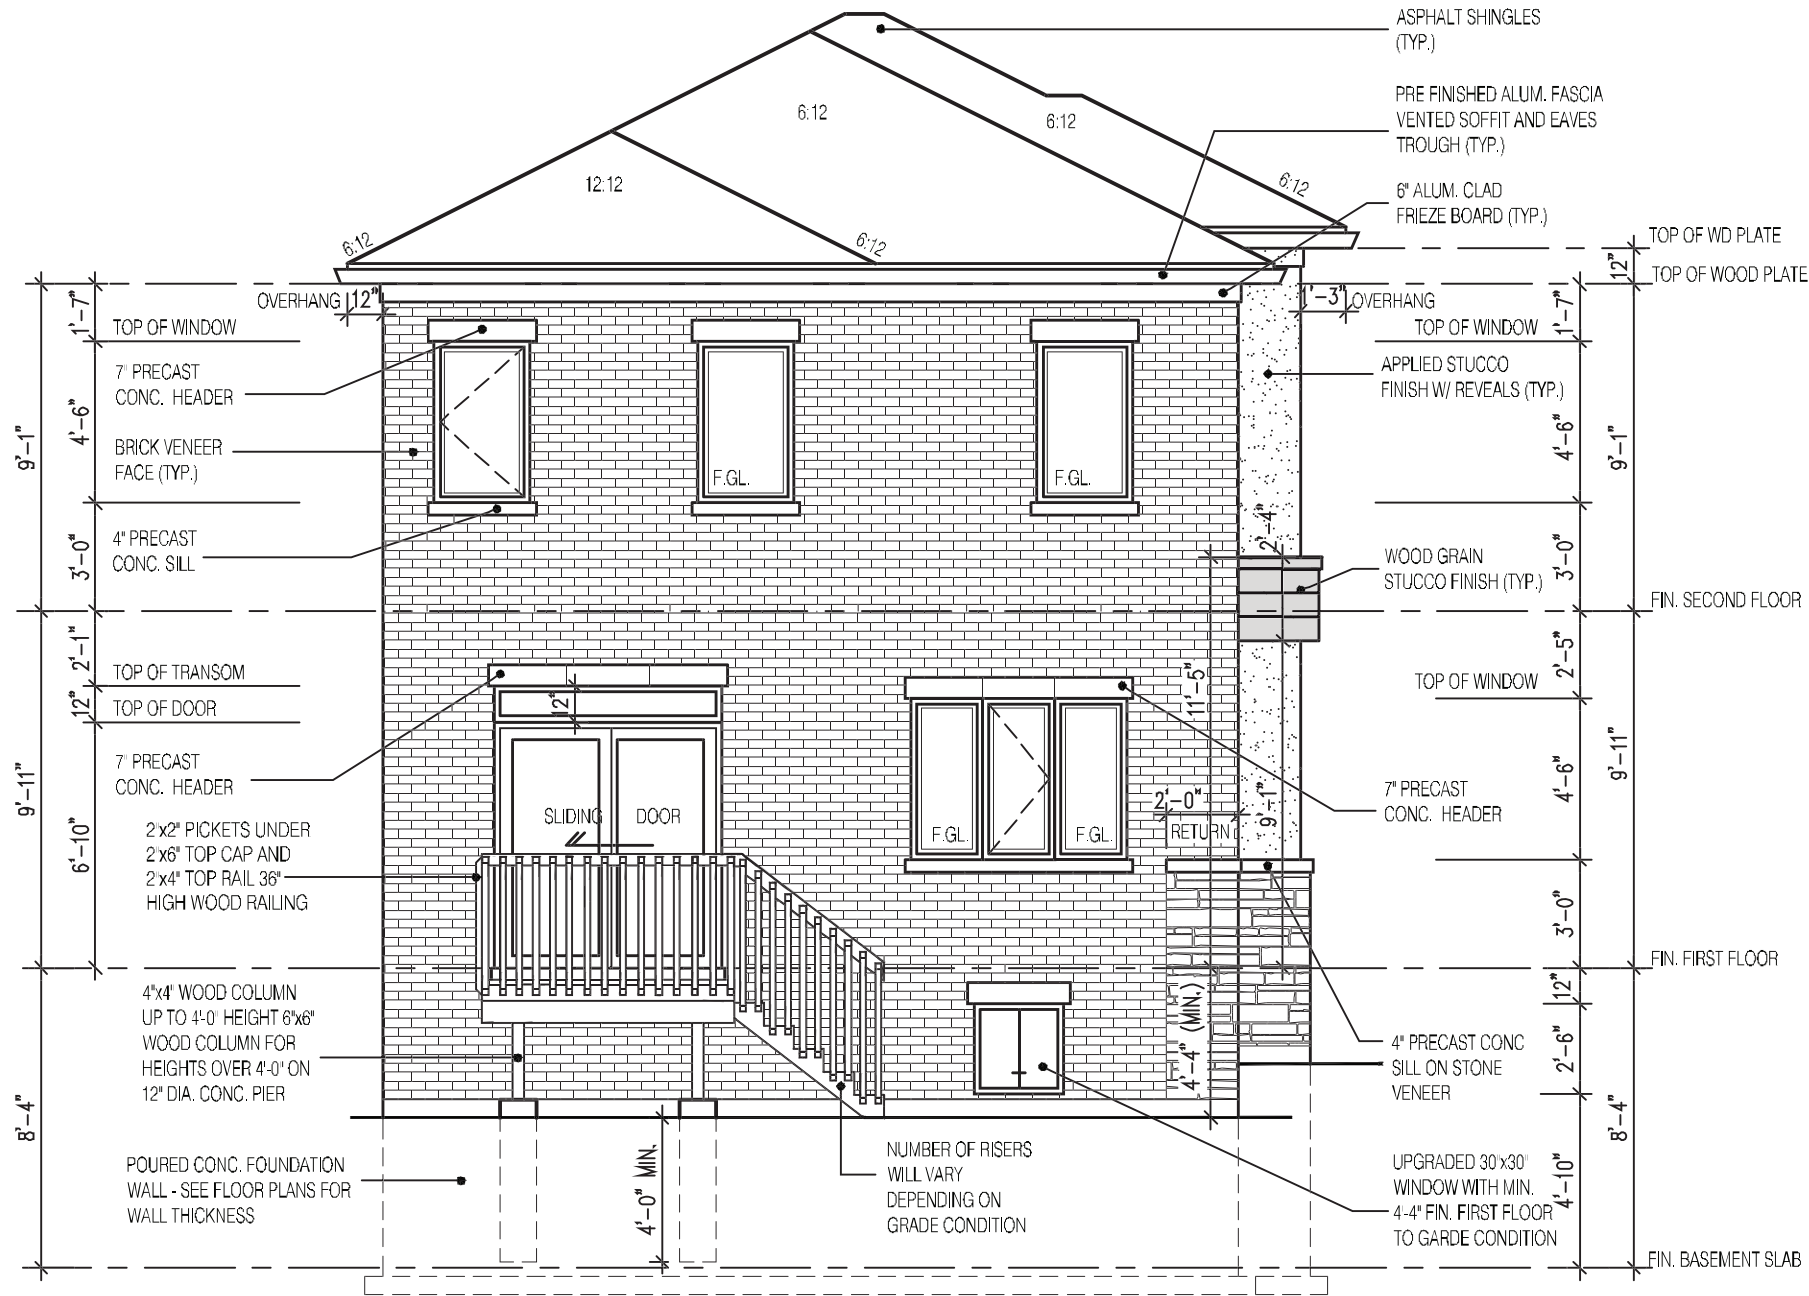 ASPHALT SHINGLES
(TYP.)
PRE FINISHED ALUM. FASCIA
VENTED SOFFIT AND EAVES
TROUGH (TYP.)
6" ALUM. CLAD
FRIEZE BOARD (TYP.)
6:12
6:12
12:12
6:12
6:12
6:12
TOP OF WD PLATE
12"
TOP OF WOOD PLATE
OVERHANG 12"
1'-3" OVERHANG
1'-7"
TOP OF WINDOW
7" PRECAST
CONC. HEADER
4'-6"
9'-1"
BRICK VENEER
FACE (TYP.)
4" PRECAST
CONC. SILL
3'-0"
F.GL.
F.GL.
TOP OF WINDOW
1'-7"
APPLIED STUCCO
FINISH W/ REVEALS (TYP.)
4'-6"
9'-1"
2'-4"
WOOD GRAIN
STUCCO FINISH (TYP.)
3'-0"
FIN. SECOND FLOOR
2'-1"
TOP OF TRANSOM
12"
TOP OF DOOR
12"
9'-11"
7" PRECAST
CONC. HEADER
6'-10"
2"x2" PICKETS UNDER
2"x6" TOP CAP AND
2"x4" TOP RAIL 36"
HIGH WOOD RAILING
SLIDING DOOR
F.GL.
F.GL.
11'-5"
2'-0"
RETURN
9'-1"
2'-5"
TOP OF WINDOW
4'-6"
9'-11"
7" PRECAST
CONC. HEADER
3'-0"
FIN. FIRST FLOOR
4"x4" WOOD COLUMN
UP TO 4'-0" HEIGHT 6"x6"
WOOD COLUMN FOR
HEIGHTS OVER 4'-0" ON
12" DIA. CONC. PIER
8'-4"
POURED CONC. FOUNDATION
WALL - SEE FLOOR PLANS FOR
WALL THICKNESS
4'-0" MIN.
NUMBER OF RISERS
WILL VARY
DEPENDING ON
GRADE CONDITION
4'-4" (MIN.)
12"
2'-6"
4" PRECAST CONC
SILL ON STONE
VENEER
8'-4"
4'-10"
UPGRADED 30"x30"
WINDOW WITH MIN.
4'-4" FIN. FIRST FLOOR
TO GARDE CONDITION
FIN. BASEMENT SLAB